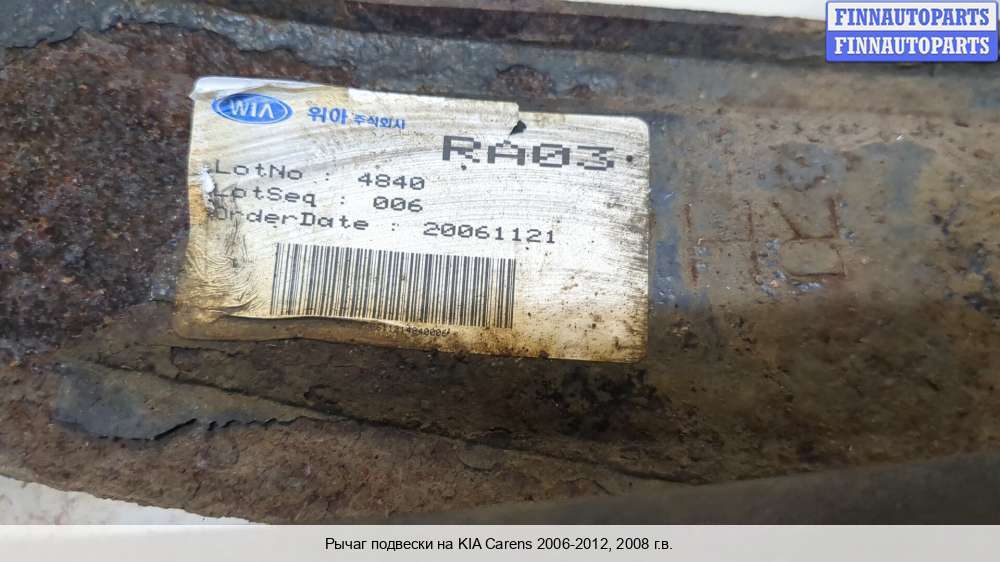 FINNAUTOPARTS
FINNAUTOPARTS
WIA 위아 주식회사
RA03
LotNo : 4840
LotSeq : 006
OrderDate : 20061121
Рычаг подвески на KIA Carens 2006-2012, 2008 г.в.